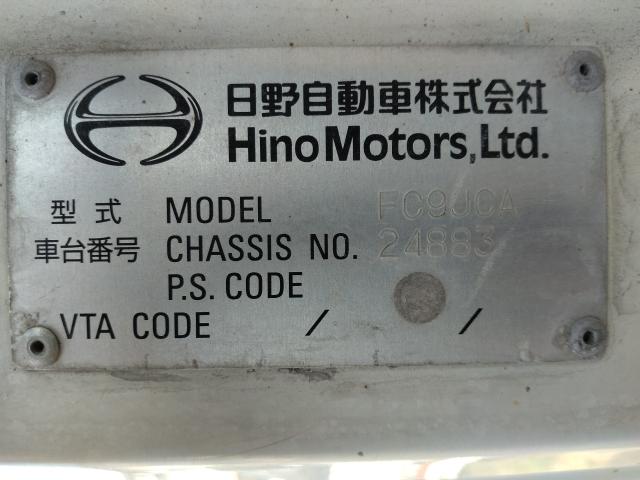 日野自動車株式会社
Hino Motors, Ltd.
型式 MODEL FC9JCA
車台番号 CHASSIS NO. 24883
P.S. CODE
VTA CODE / /